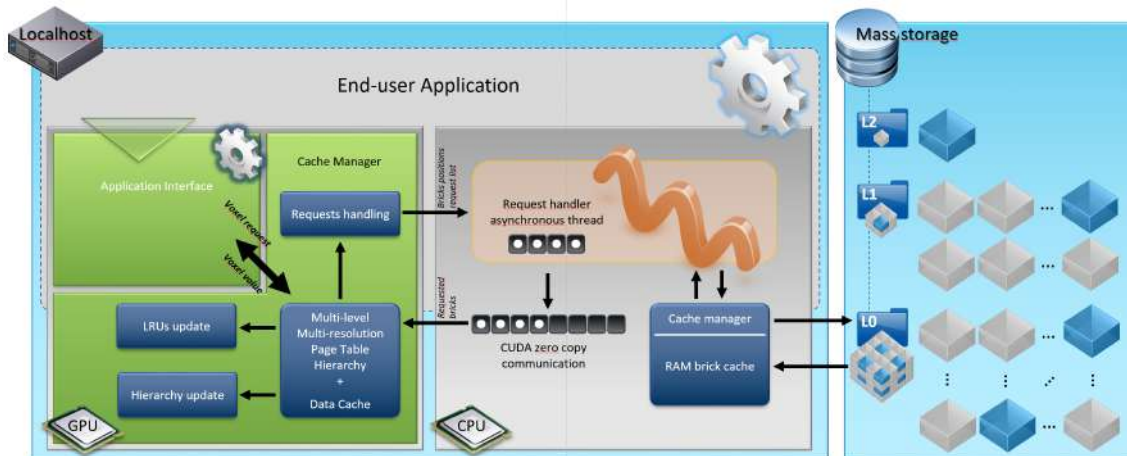 Localhost
Mass storage
End-user Application
Application Interface
Cache Manager
Requests handling
Voxel request
Voxel value
LRUs update
Hierarchy update
Multi-level
Multi-resolution
Page Table
Hierarchy
+
Data Cache
GPU
Bricks positions
request list
Request handler
asynchronous thread
Requested
bricks
CUDA zero copy
communication
Cache manager
RAM brick cache
CPU
L2
L1
...
...
L0
...
...